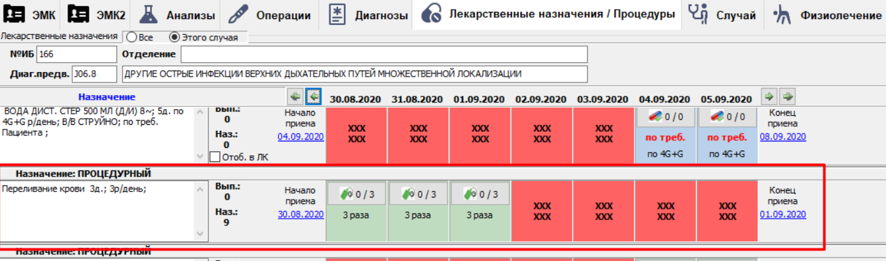 ЭМК ЭМК2 Анализы Операции Диагнозы Лекарственные назначения / Процедуры Случай Физиолечение
Лекарственные назначения Все Этого случая
№ИБ 166 Отделение
Диаг.предв. J06.8 ДРУГИЕ ОСТРЫЕ ИНФЕКЦИИ ВЕРХНИХ ДЫХАТЕЛЬНЫХ ПУТЕЙ МНОЖЕСТВЕННОЙ ЛОКАЛИЗАЦИИ
Назначение 30.08.2020 31.08.2020 01.09.2020 02.09.2020 03.09.2020 04.09.2020 05.09.2020
ВОДА ДИСТ. СТЕР 500 МЛ (Д/И) 8~; 5д. по
4G+G р/день; В/В СТРУЙНО; по треб.
Пациента ;
Вып.:
0
Наз.:
0
Отоб. в ЛК
Начало
приена
04.09.2020
XXX XXX XXX XXX XXX 0 / 0 0 / 0
XXX XXX XXX XXX XXX по треб. по треб.
по 4G+G по 4G+G
Конец
приена
08.09.2020
Назначение: ПРОЦЕДУРНЫЙ
Переливание крови 3д.; 3р/день;
Вып.:
0
Наз.:
9
Начало
приена
30.08.2020
0 / 3 0 / 3 0 / 3 XXX XXX XXX XXX
3 раза 3 раза 3 раза XXX XXX XXX XXX
Конец
приена
01.09.2020
Назначение: ПРОЦЕДУРНЫЙ